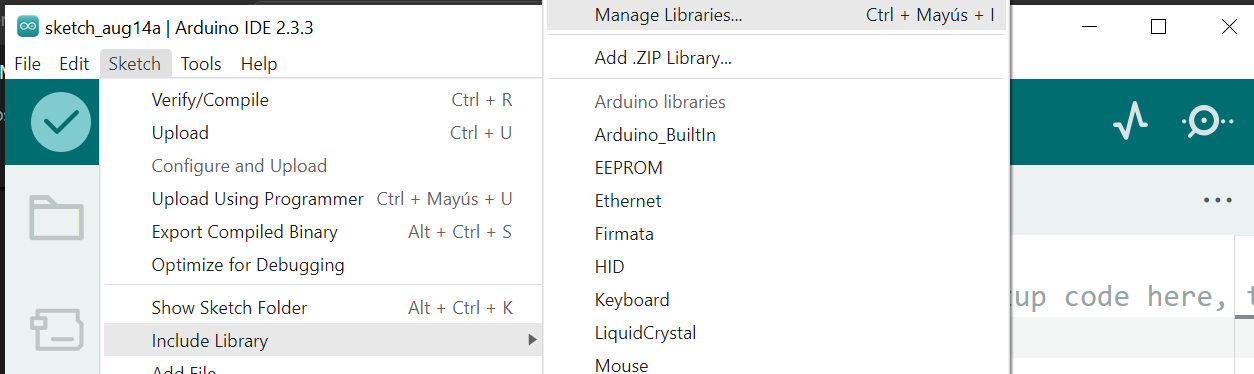 sketch_aug14a | Arduino IDE 2.3.3
File Edit Sketch Tools Help
Verify/Compile Ctrl + R
Upload Ctrl + U
Configure and Upload
Upload Using Programmer Ctrl + Mayús + U
Export Compiled Binary Alt + Ctrl + S
Optimize for Debugging
Show Sketch Folder Alt + Ctrl + K
Include Library
Add File
Manage Libraries... Ctrl + Mayús + I
Add .ZIP Library...
Arduino libraries
Arduino_BuiltIn
EEPROM
Ethernet
Firmata
HID
Keyboard
LiquidCrystal
Mouse
code here,